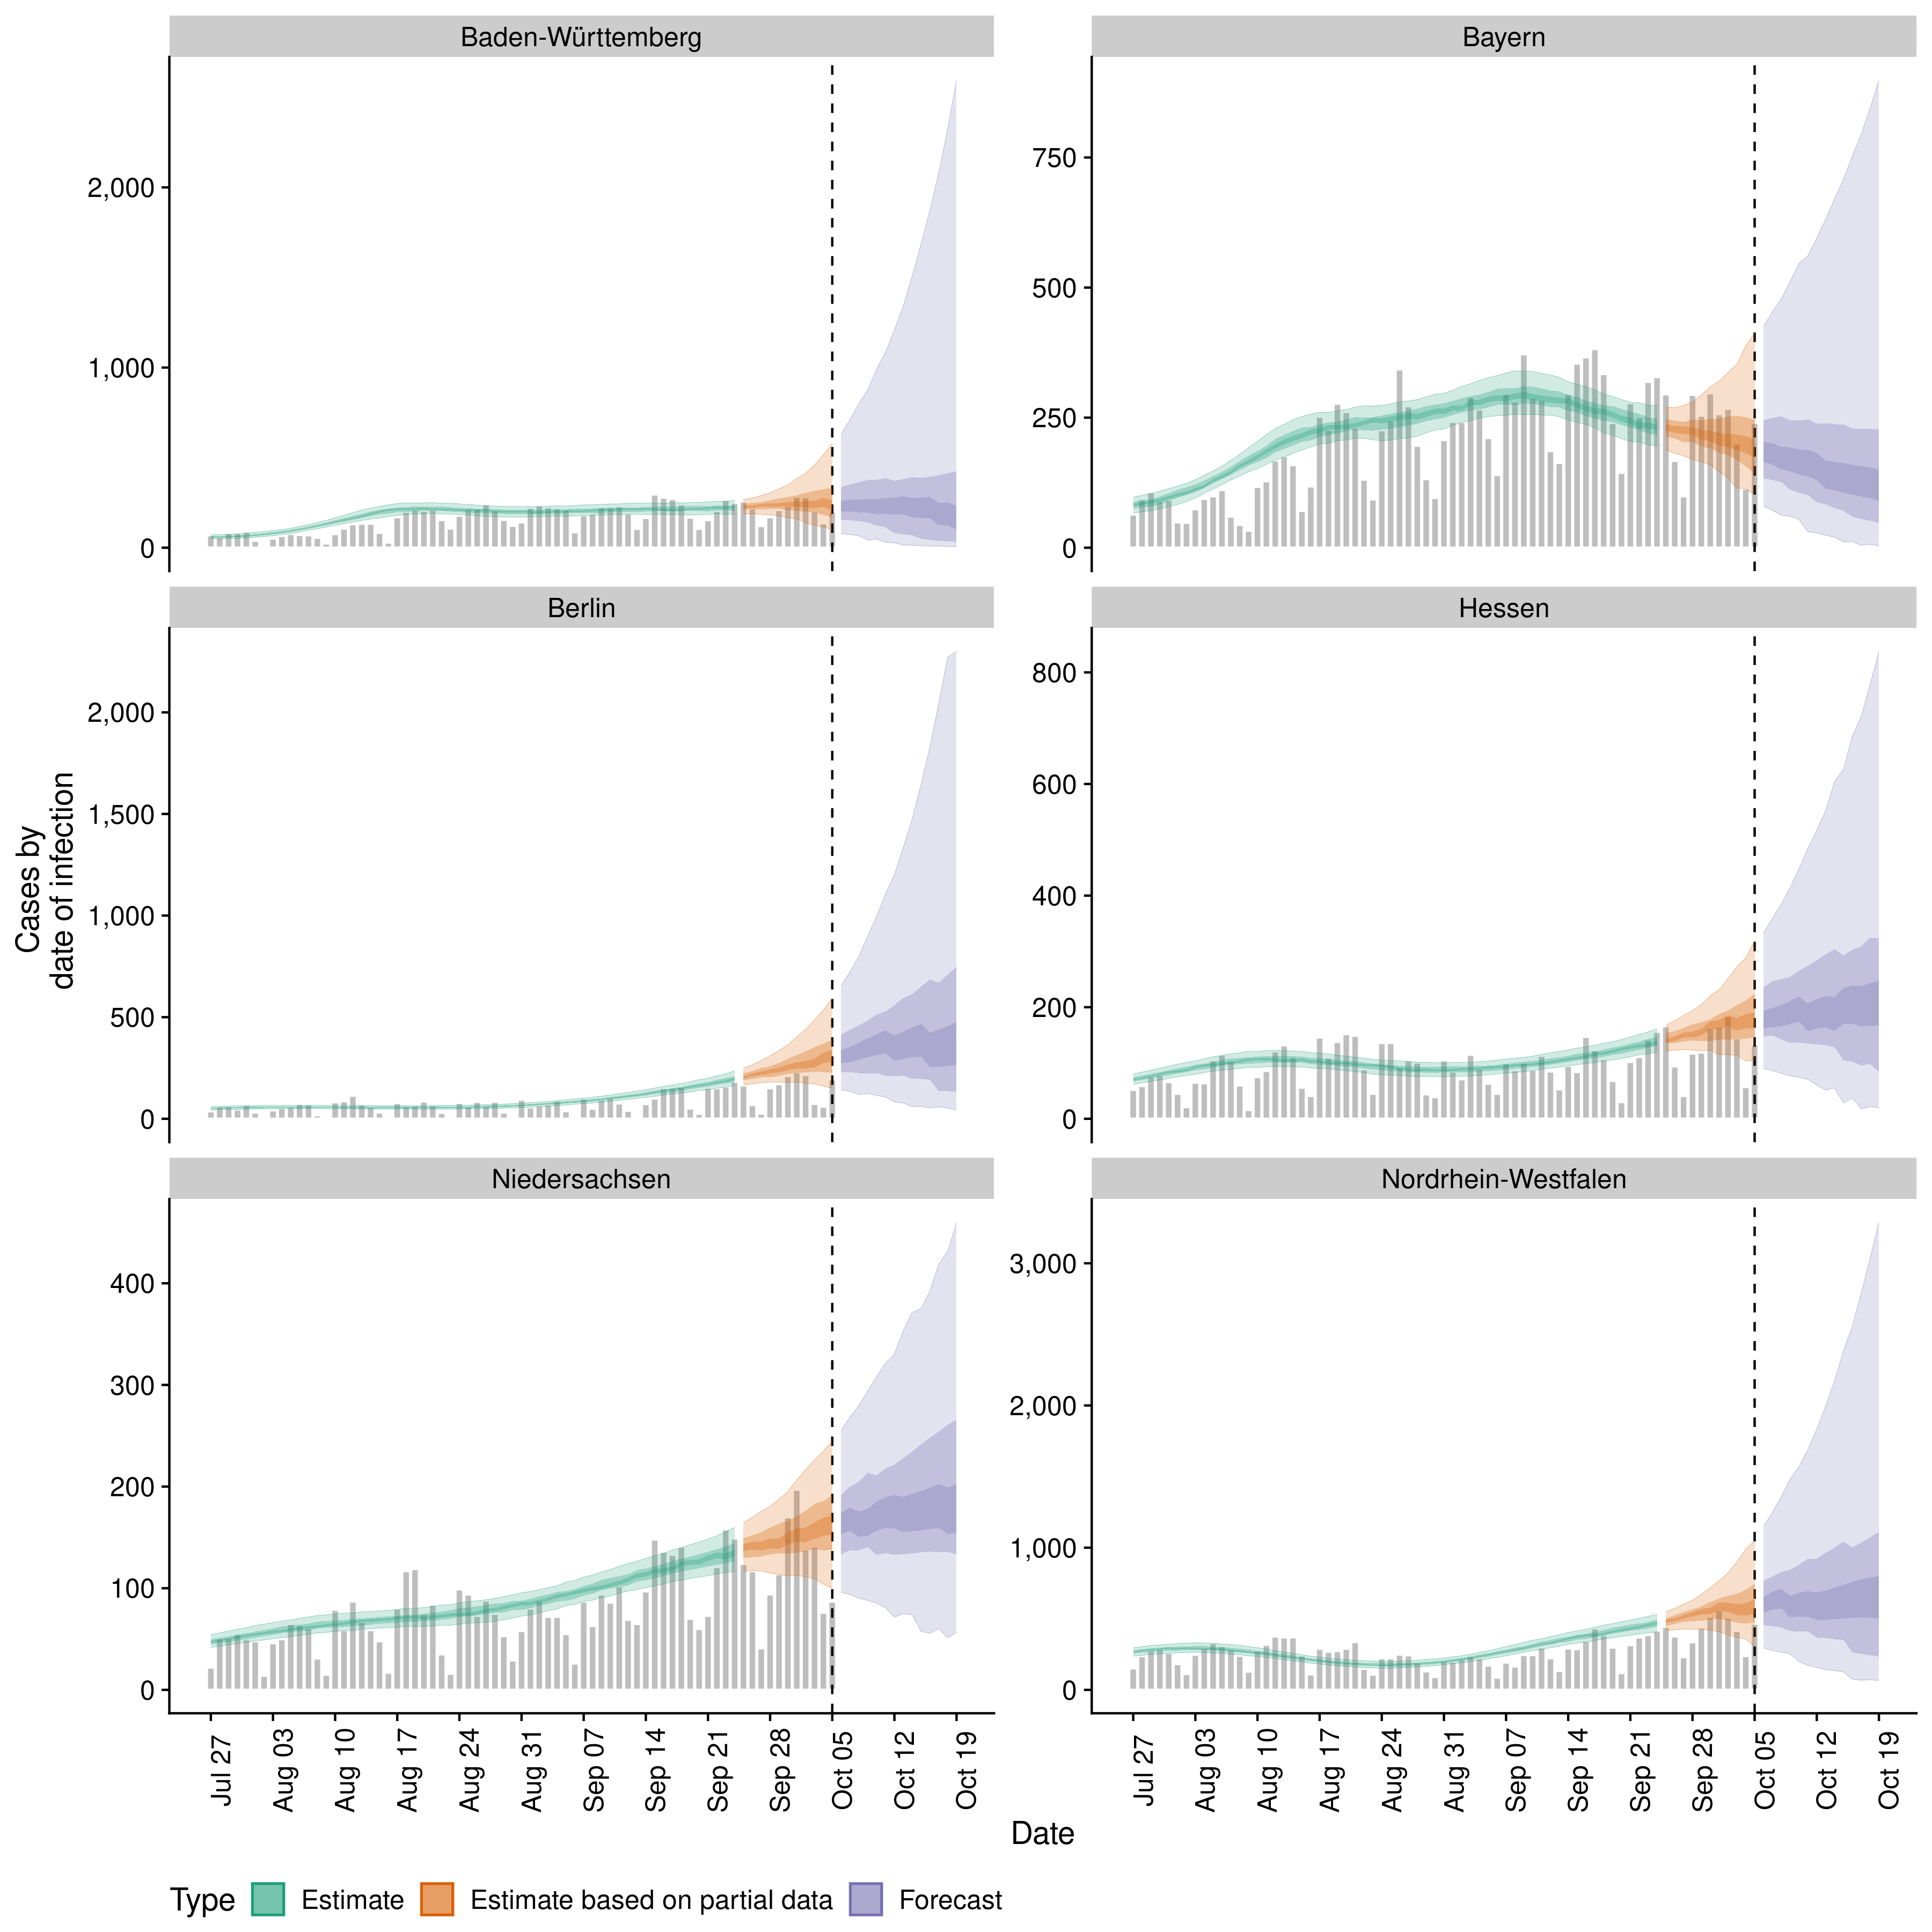 Baden-Württemberg
Bayern
2,000
1,000
0
750
500
250
0
Berlin
Hessen
2,000
1,500
1,000
500
0
800
600
400
200
0
Cases by
date of infection
Niedersachsen
Nordrhein-Westfalen
400
300
200
100
0
3,000
2,000
1,000
0
Jul 27
Aug 03
Aug 10
Aug 17
Aug 24
Aug 31
Sep 07
Sep 14
Sep 21
Sep 28
Oct 05
Oct 12
Oct 19
Jul 27
Aug 03
Aug 10
Aug 17
Aug 24
Aug 31
Sep 07
Sep 14
Sep 21
Sep 28
Oct 05
Oct 12
Oct 19
Date
Type Estimate Estimate based on partial data Forecast